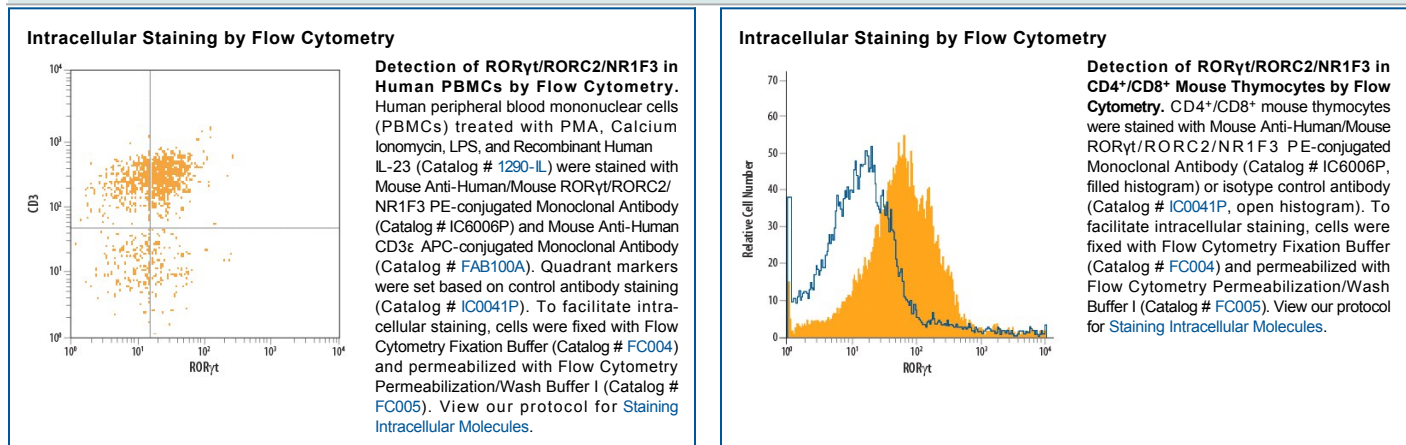 Intracellular Staining by Flow Cytometry
10⁴
10³
10²
10¹
10⁰
CD3
10⁰ 10¹ 10² 10³ 10⁴
RORγt
Detection of RORγt/RORC2/NR1F3 in
Human PBMCs by Flow Cytometry.
Human peripheral blood mononuclear cells
(PBMCs) treated with PMA, Calcium
Ionomycin, LPS, and Recombinant Human
IL-23 (Catalog # 1290-IL) were stained with
Mouse Anti-Human/Mouse RORγt/RORC2/
NR1F3 PE-conjugated Monoclonal Antibody
(Catalog # IC6006P) and Mouse Anti-Human
CD3ε APC-conjugated Monoclonal Antibody
(Catalog # FAB100A). Quadrant markers
were set based on control antibody staining
(Catalog # IC0041P). To facilitate intra-
cellular staining, cells were fixed with Flow
Cytometry Fixation Buffer (Catalog # FC004)
and permeabilized with Flow Cytometry
Permeabilization/Wash Buffer I (Catalog #
FC005). View our protocol for Staining
Intracellular Molecules.
Intracellular Staining by Flow Cytometry
70
60
50
40
30
20
10
0
Relative Cell Number
10⁰ 10¹ 10² 10³ 10⁴
RORγt
Detection of RORγt/RORC2/NR1F3 in
CD4⁺/CD8⁺ Mouse Thymocytes by Flow
Cytometry. CD4⁺/CD8⁺ mouse thymocytes
were stained with Mouse Anti-Human/Mouse
RORγt/RORC2/NR1F3 PE-conjugated
Monoclonal Antibody (Catalog # IC6006P,
filled histogram) or isotype control antibody
(Catalog # IC0041P, open histogram). To
facilitate intracellular staining, cells were
fixed with Flow Cytometry Fixation Buffer
(Catalog # FC004) and permeabilized with
Flow Cytometry Permeabilization/Wash
Buffer I (Catalog # FC005). View our protocol
for Staining Intracellular Molecules.